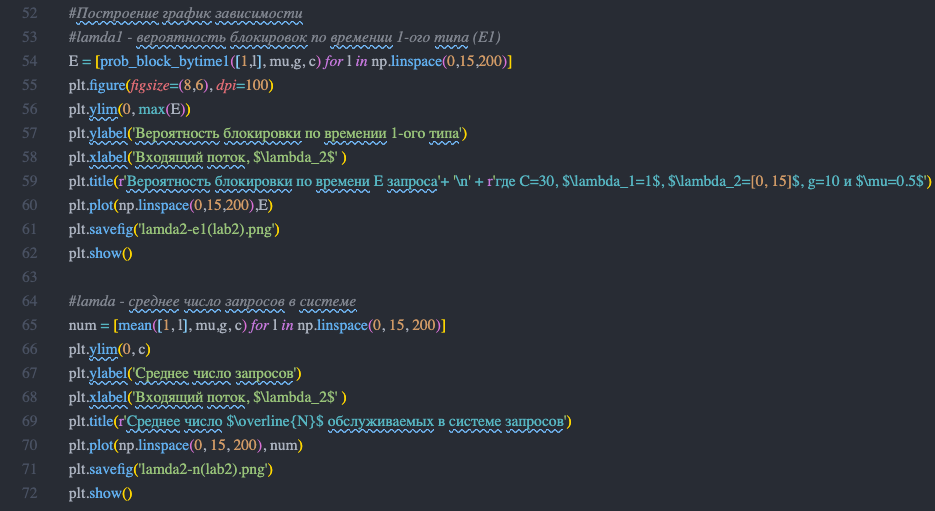 52 #Построение график зависимости
53 #lamda1 - вероятность блокировок по времении 1-ого типа (E1)
54 E = [prob_block_bytime1([1,l], mu,g, c) for l in np.linspace(0,15,200)]
55 plt.figure(figsize=(8,6), dpi=100)
56 plt.ylim(0, max(E))
57 plt.ylabel('Вероятность блокировки по времении 1-ого типа')
58 plt.xlabel('Входящий поток, $\lambda_2$' )
59 plt.title(r'Вероятность блокировки по времени E запроса'+ '\n' + r'где C=30, $\lambda_1=1$, $\lambda_2=[0, 15]$, g=10 и $\mu=0.5$')
60 plt.plot(np.linspace(0,15,200),E)
61 plt.savefig('lamda2-e1(lab2).png')
62 plt.show()
63
64 #lamda - среднее число запросов в системе
65 num = [mean([1, l], mu,g, c) for l in np.linspace(0, 15, 200)]
66 plt.ylim(0, c)
67 plt.ylabel('Среднее число запросов')
68 plt.xlabel('Входящий поток, $\lambda_2$' )
69 plt.title(r'Среднее число $\overline{N}$ обслуживаемых в системе запросов')
70 plt.plot(np.linspace(0, 15, 200), num)
71 plt.savefig('lamda2-n(lab2).png')
72 plt.show()